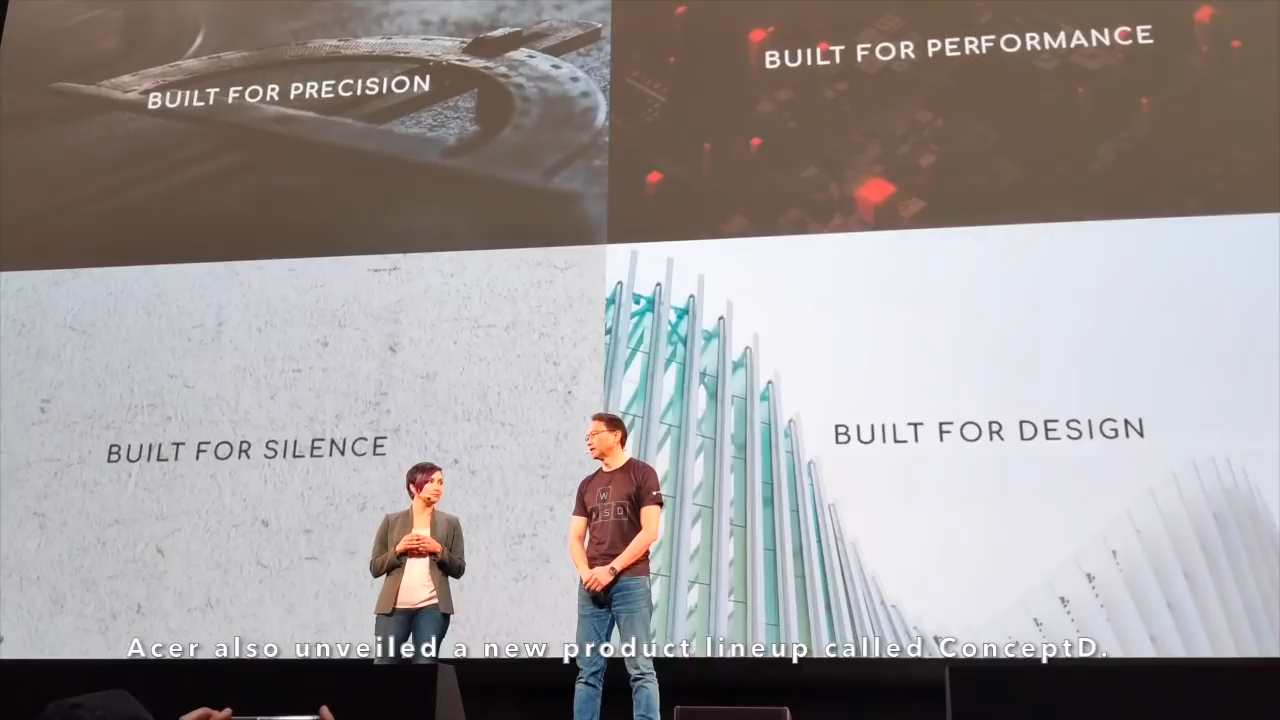 BUILT FOR PRECISION
BUILT FOR PERFORMANCE
BUILT FOR SILENCE
BUILT FOR DESIGN
W
ASD
Acer also unveiled a new product lineup called ConceptD.